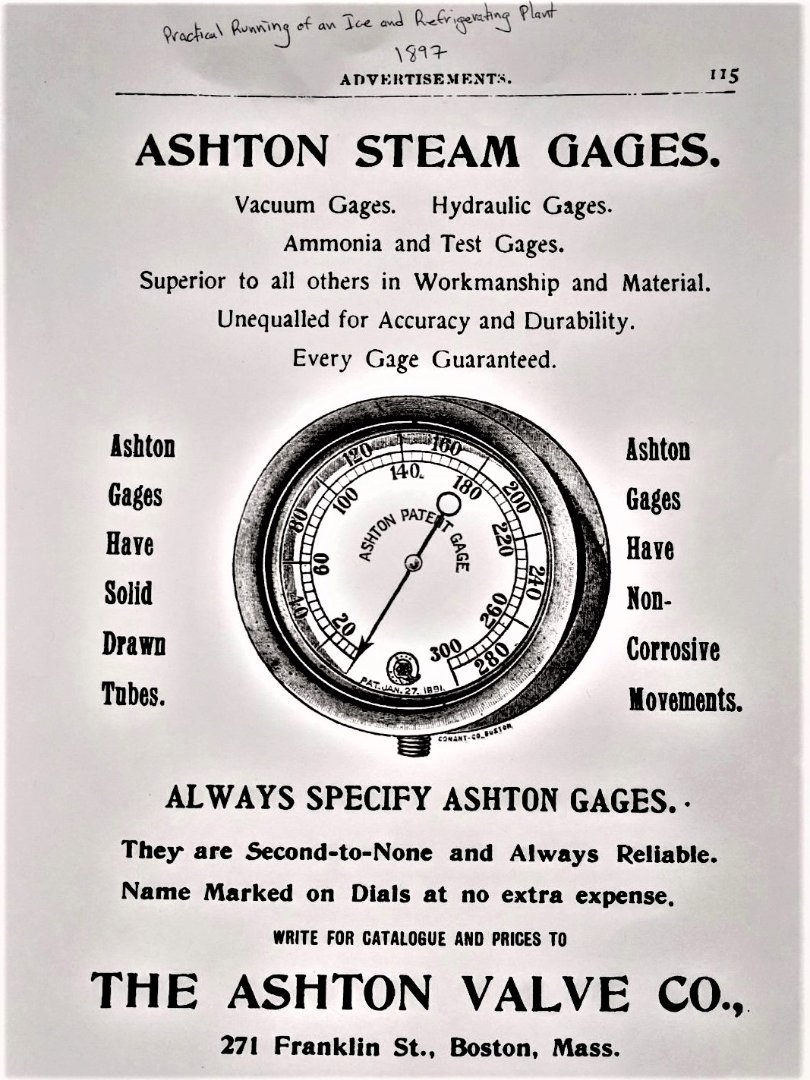 Practical Running of an Ice and Refrigerating Plant
1897
ADVERTISEMENTS. 115
ASHTON STEAM GAGES.
Vacuum Gages. Hydraulic Gages.
Ammonia and Test Gages.
Superior to all others in Workmanship and Material.
Unequalled for Accuracy and Durability.
Every Gage Guaranteed.
Ashton
Gages
Have
Solid
Drawn
Tubes.
20
40
60
80
100
120
140
160
180
200
220
240
260
280
300
ASHTON PATENT GAGE
PAT. JAN. 27. 1891.
CONANT-CO. BOSTON
Ashton
Gages
Have
Non-
Corrosive
Movements.
ALWAYS SPECIFY ASHTON GAGES.
They are Second-to-None and Always Reliable.
Name Marked on Dials at no extra expense.
WRITE FOR CATALOGUE AND PRICES TO
THE ASHTON VALVE CO.,
271 Franklin St., Boston, Mass.